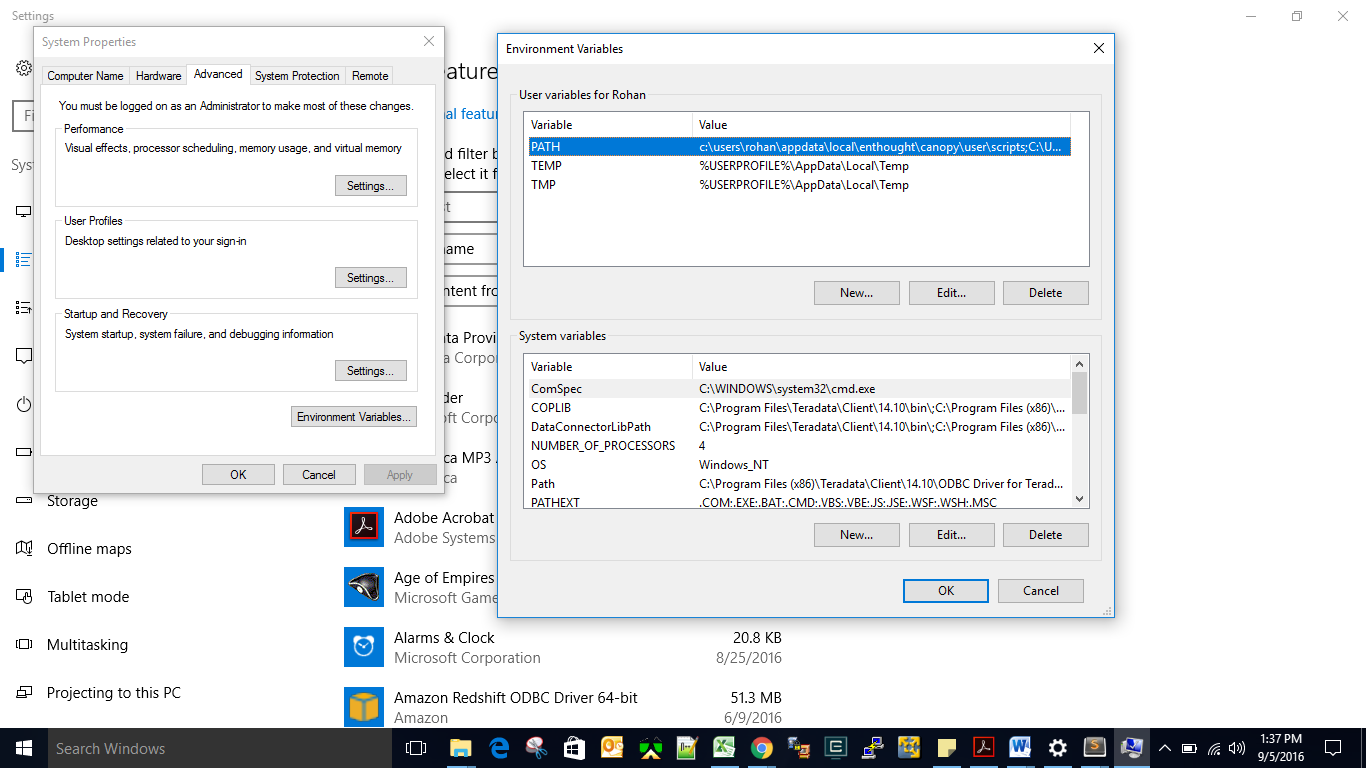 Settings
System Properties
Computer Name Hardware Advanced System Protection Remote
You must be logged on as an Administrator to make most of these changes.
Performance
Visual effects, processor scheduling, memory usage, and virtual memory
Settings...
User Profiles
Desktop settings related to your sign-in
Settings...
Startup and Recovery
System startup, system failure, and debugging information
Settings...
Environment Variables...
OK Cancel Apply
Environment Variables
User variables for Rohan
Variable Value
PATH c:\users\rohan\appdata\local\enthought\canopy\user\scripts;C:\U...
TEMP %USERPROFILE%\AppData\Local\Temp
TMP %USERPROFILE%\AppData\Local\Temp
New... Edit... Delete
System variables
Variable Value
ComSpec C:\WINDOWS\system32\cmd.exe
COPLIB C:\Program Files\Teradata\Client\14.10\bin\;C:\Program Files (x86)\...
DataConnectorLibPath C:\Program Files\Teradata\Client\14.10\bin\;C:\Program Files (x86)\...
NUMBER_OF_PROCESSORS 4
OS Windows_NT
Path C:\Program Files (x86)\Teradata\Client\14.10\ODBC Driver for Terad...
PATHEXT .COM;.EXE;.BAT;.CMD;.VBS;.VBE;.JS;.JSE;.WSF;.WSH;.MSC
New... Edit... Delete
OK Cancel
Storage
Offline maps
Tablet mode
Multitasking
Projecting to this PC
Adobe Acrobat
Adobe Systems
Age of Empires
Microsoft Game
Alarms & Clock 20.8 KB
Microsoft Corporation 8/25/2016
Amazon Redshift ODBC Driver 64-bit 51.3 MB
Amazon 6/9/2016
Search Windows
1:37 PM
9/5/2016